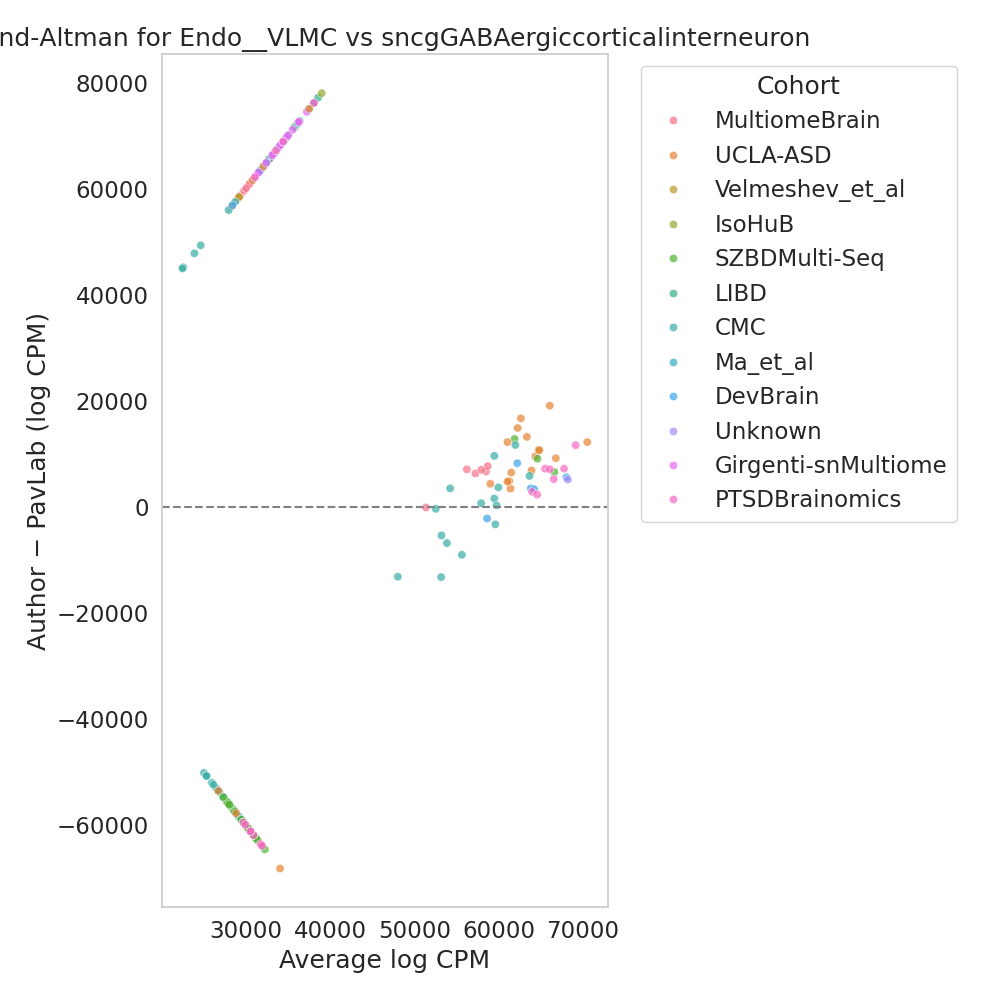 nd-Altman for Endo__VLMC vs sncgGABAergiccorticalinterneuron
Author − PavLab (log CPM)
80000
60000
40000
20000
0
−20000
−40000
−60000
30000 40000 50000 60000 70000
Average log CPM
Cohort
MultiomeBrain
UCLA-ASD
Velmeshev_et_al
IsoHuB
SZBDMulti-Seq
LIBD
CMC
Ma_et_al
DevBrain
Unknown
Girgenti-snMultiome
PTSDBrainomics